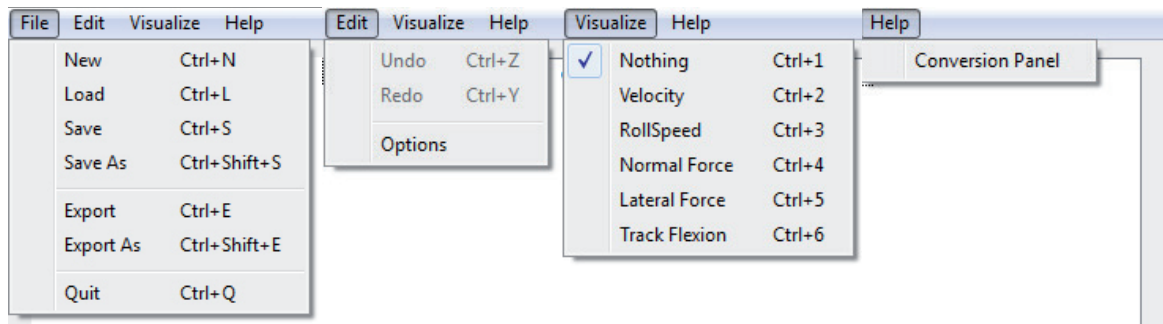 File Edit Visualize Help
New Ctrl+N
Load Ctrl+L
Save Ctrl+S
Save As Ctrl+Shift+S
Export Ctrl+E
Export As Ctrl+Shift+E
Quit Ctrl+Q
Edit Visualize Help
Undo Ctrl+Z
Redo Ctrl+Y
Options
Visualize Help
Nothing Ctrl+1
Velocity Ctrl+2
RollSpeed Ctrl+3
Normal Force Ctrl+4
Lateral Force Ctrl+5
Track Flexion Ctrl+6
Help
Conversion Panel